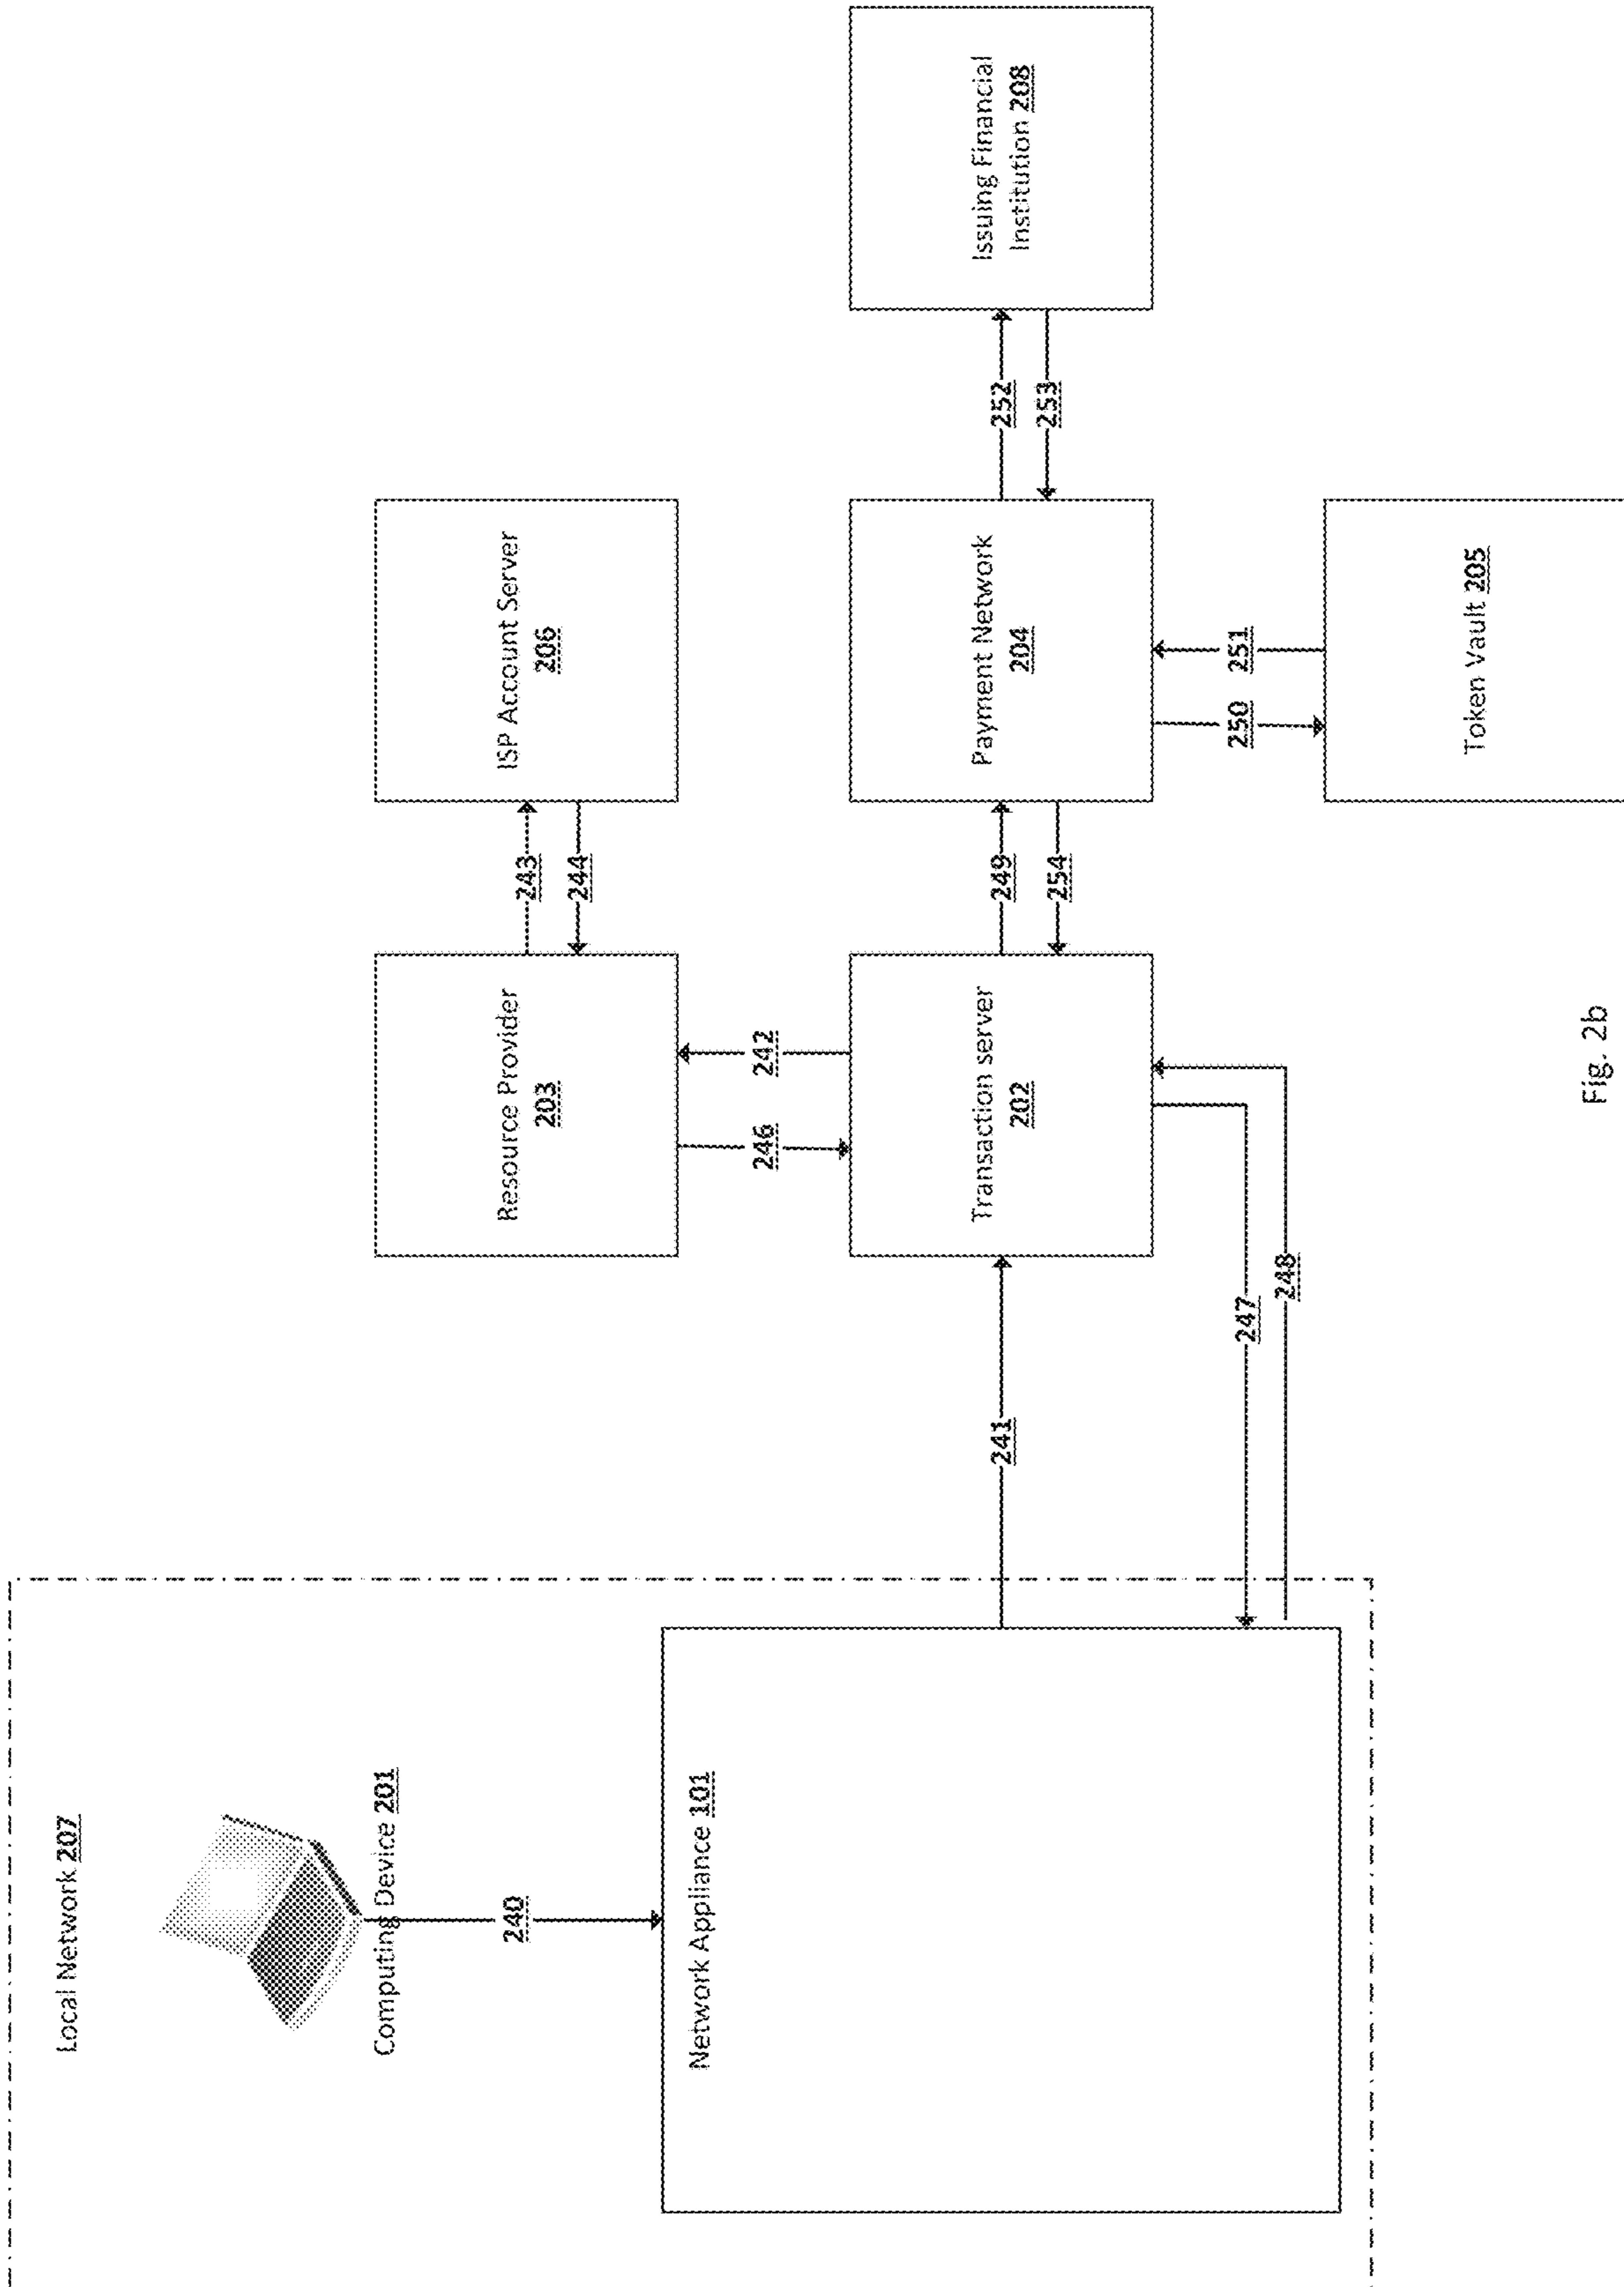 Local Network 207
Computing Device 201
240
Network Appliance 101
241
247
248
Resource Provider
203
246
242
Transaction server
202
243
244
ISP Account Server
206
249
254
Payment Network
204
250
251
Token Vault 205
252
253
Issuing Financial
Institution 208
Fig. 2b